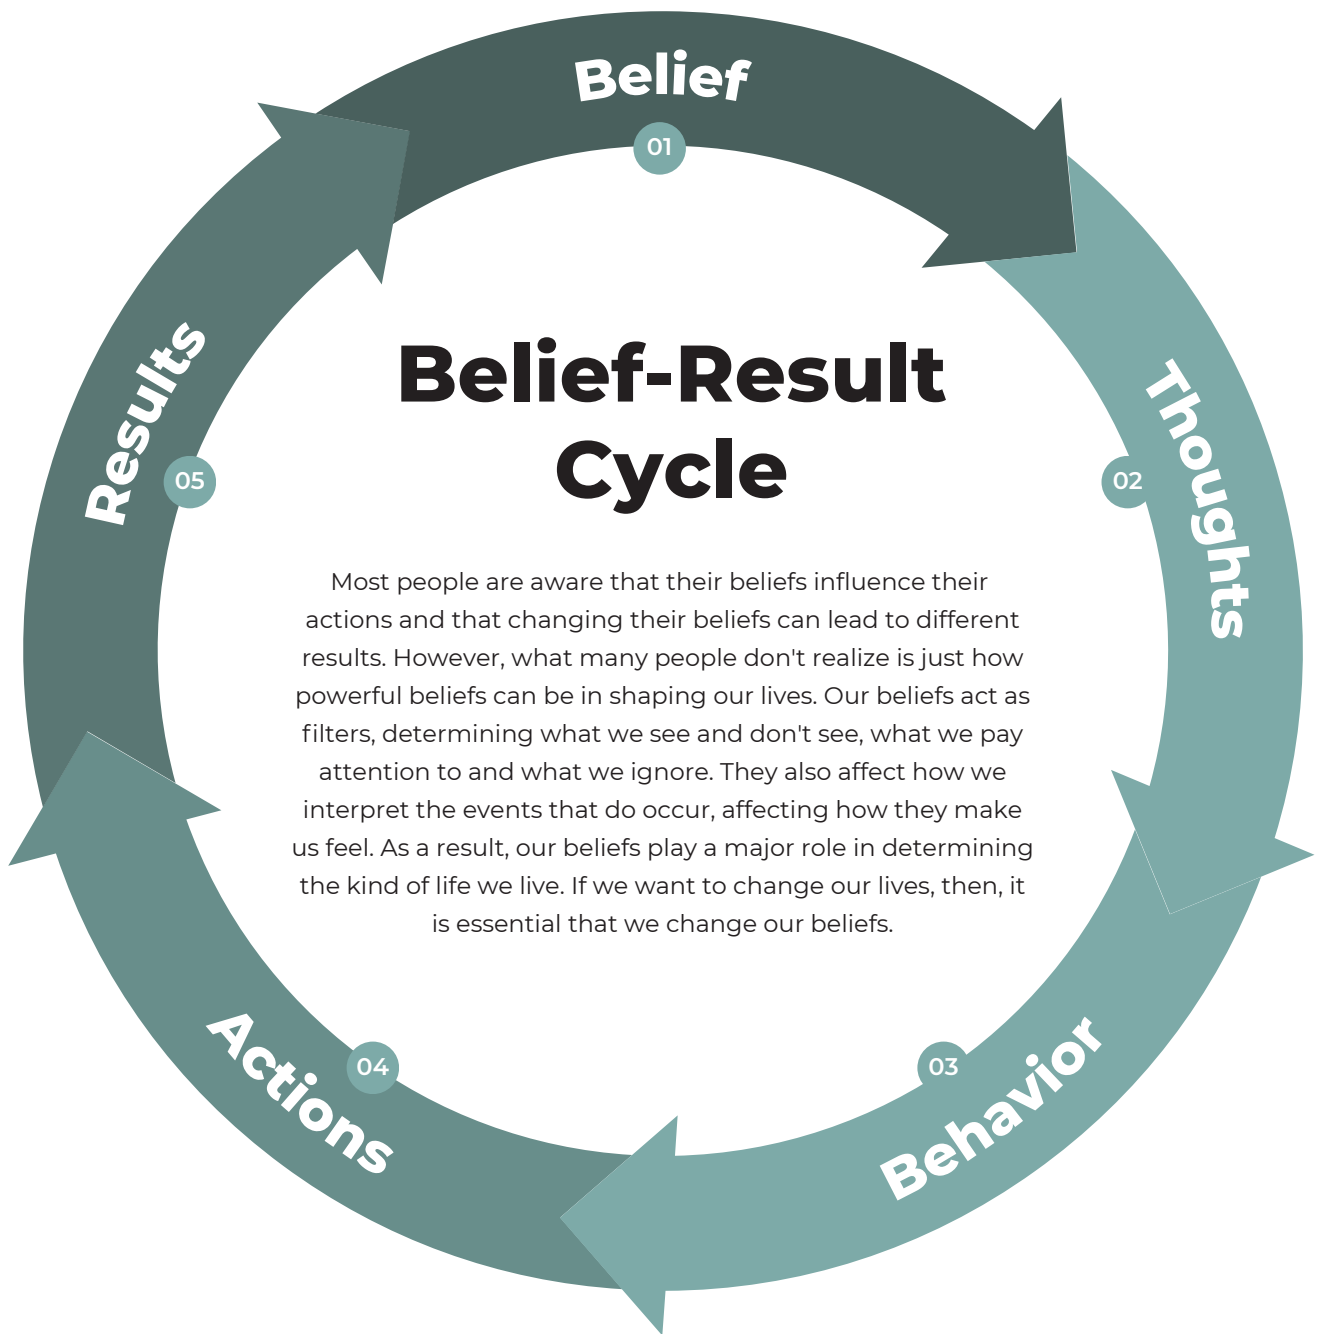 Belief
01
Thoughts
02
Behavior
03
Actions
04
Results
05
Belief-Result
Cycle
Most people are aware that their beliefs influence their
actions and that changing their beliefs can lead to different
results. However, what many people don't realize is just how
powerful beliefs can be in shaping our lives. Our beliefs act as
filters, determining what we see and don't see, what we pay
attention to and what we ignore. They also affect how we
interpret the events that do occur, affecting how they make
us feel. As a result, our beliefs play a major role in determining
the kind of life we live. If we want to change our lives, then, it
is essential that we change our beliefs.